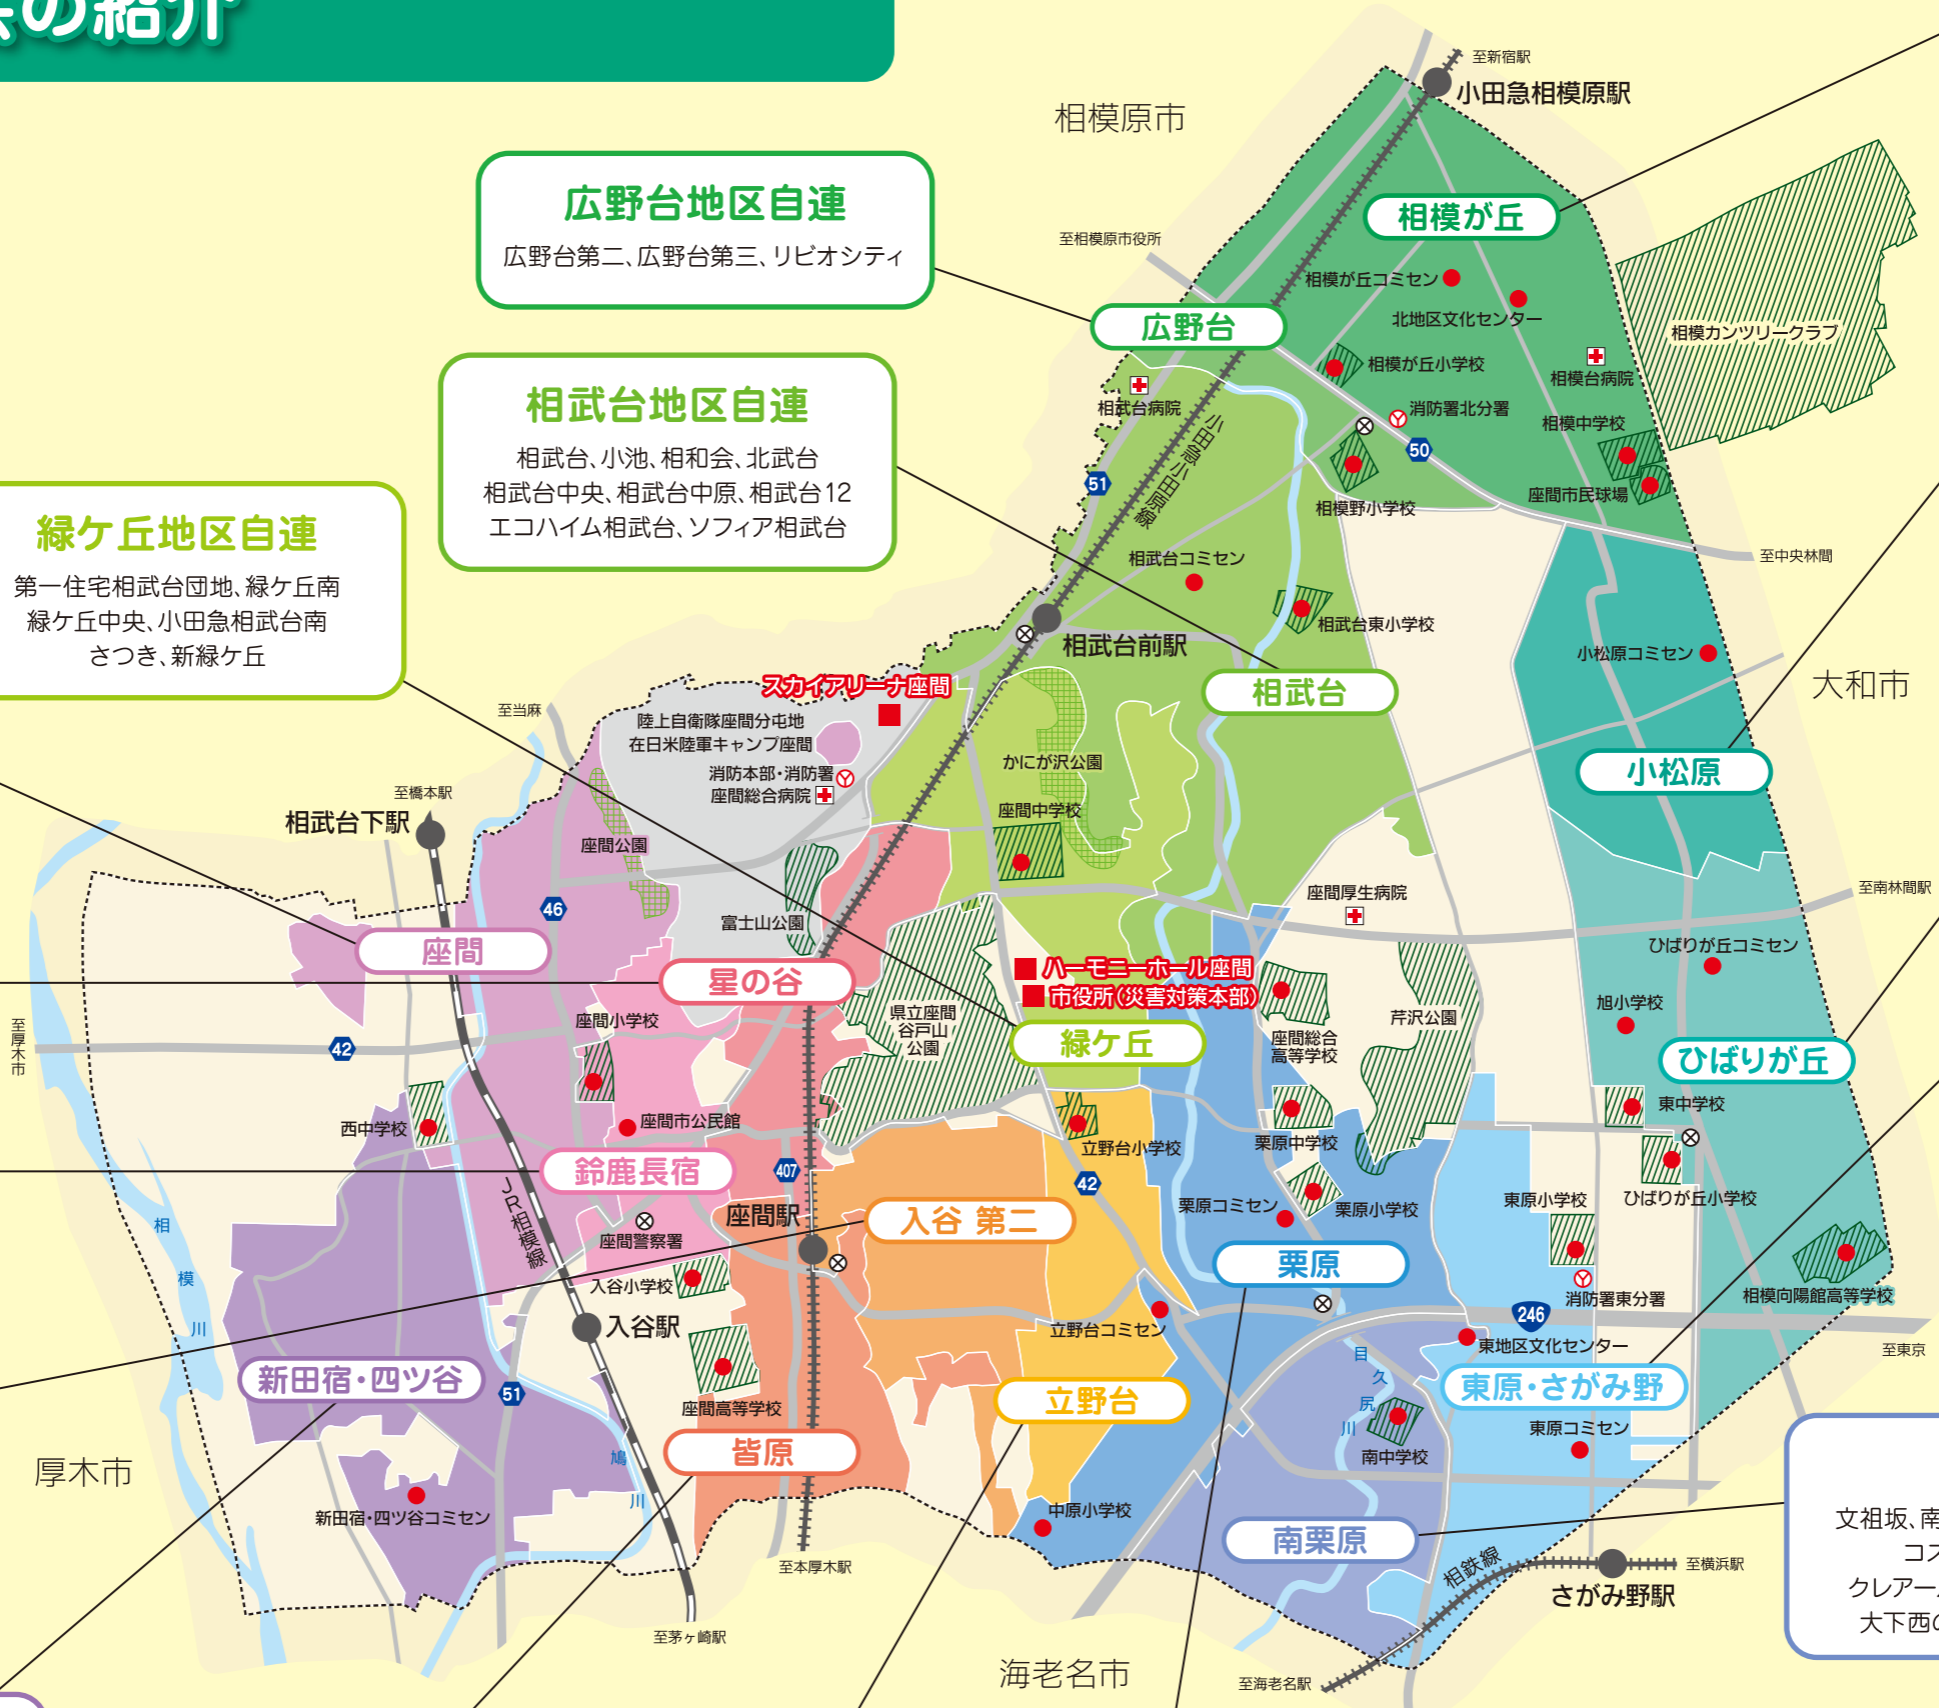 の紹介
至新宿駅
小田急相模原駅
相模原市
広野台地区自連
広野台第二、広野台第三、リビオシティ
至相模原市役所
相模が丘
相模が丘コミセン
北地区文化センター
広野台
相模カンツリークラブ
相模が丘小学校
相模台病院
相武台病院
消防署北分署
相模中学校
50
小田急小田原線
51
座間市民球場
相模野小学校
相武台地区自連
相武台、小池、相和会、北武台
相武台中央、相武台中原、相武台12
エコハイム相武台、ソフィア相武台
緑ケ丘地区自連
第一住宅相武台団地、緑ケ丘南
緑ケ丘中央、小田急相武台南
さつき、新緑ケ丘
至中央林間
相武台コミセン
相武台東小学校
相武台前駅
小松原コミセン
大和市
スカイアリーナ座間
相武台
至当麻
陸上自衛隊座間分屯地
在日米陸軍キャンプ座間
かにが沢公園
小松原
消防本部・消防署
座間総合病院
至橋本駅
相武台下駅
座間中学校
座間公園
座間厚生病院
至南林間駅
46
富士山公園
座間
ひばりが丘コミセン
星の谷
ハーモニーホール座間
市役所(災害対策本部)
旭小学校
県立座間
谷戸山
公園
芹沢公園
座間小学校
緑ケ丘
座間総合
高等学校
至厚木市
42
ひばりが丘
東中学校
西中学校
座間市公民館
立野台小学校
栗原中学校
鈴鹿長宿
407
42
ひばりが丘小学校
東原小学校
栗原コミセン
栗原小学校
JR相模線
座間駅
入谷 第二
座間警察署
相模川
栗原
入谷小学校
消防署東分署
相模向陽館高等学校
246
入谷駅
立野台コミセン
東地区文化センター
至東京
目久尻川
新田宿・四ツ谷
51
立野台
東原・さがみ野
座間高等学校
東原コミセン
皆原
南中学校
厚木市
鳩川
新田宿・四ツ谷コミセン
中原小学校
文祖坂、南
コス
クレアー
大下西の
南栗原
至本厚木駅
相鉄線
至横浜駅
さがみ野駅
至茅ヶ崎駅
海老名市
至海老名駅